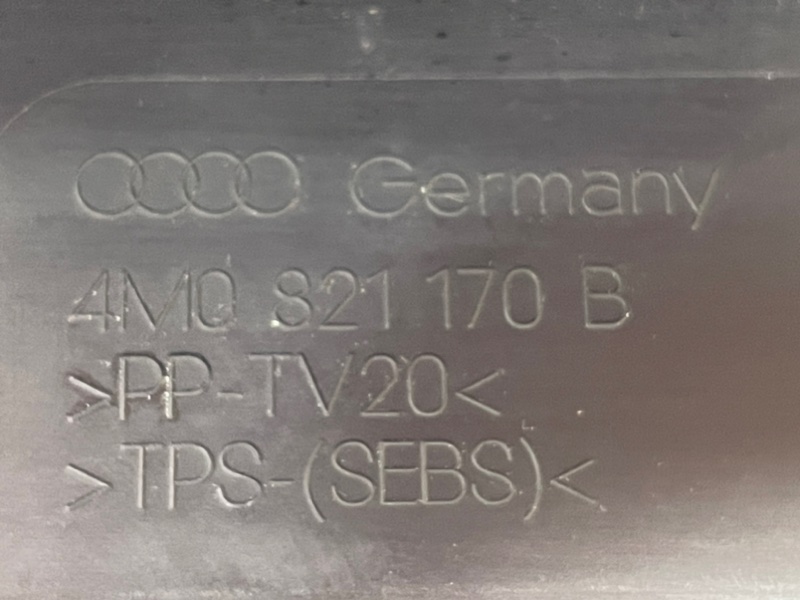 Germany
4M0 821 170 B
>PP-TV20<
>TPS-(SEBS)<